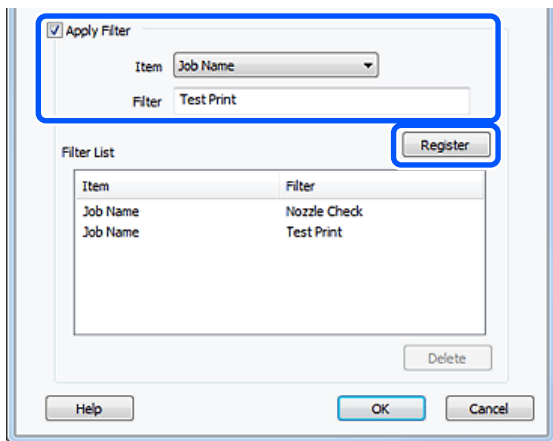 Apply Filter
Item Job Name
Filter Test Print
Register
Filter List
Item Filter
Job Name Nozzle Check
Job Name Test Print
Delete
Help OK Cancel